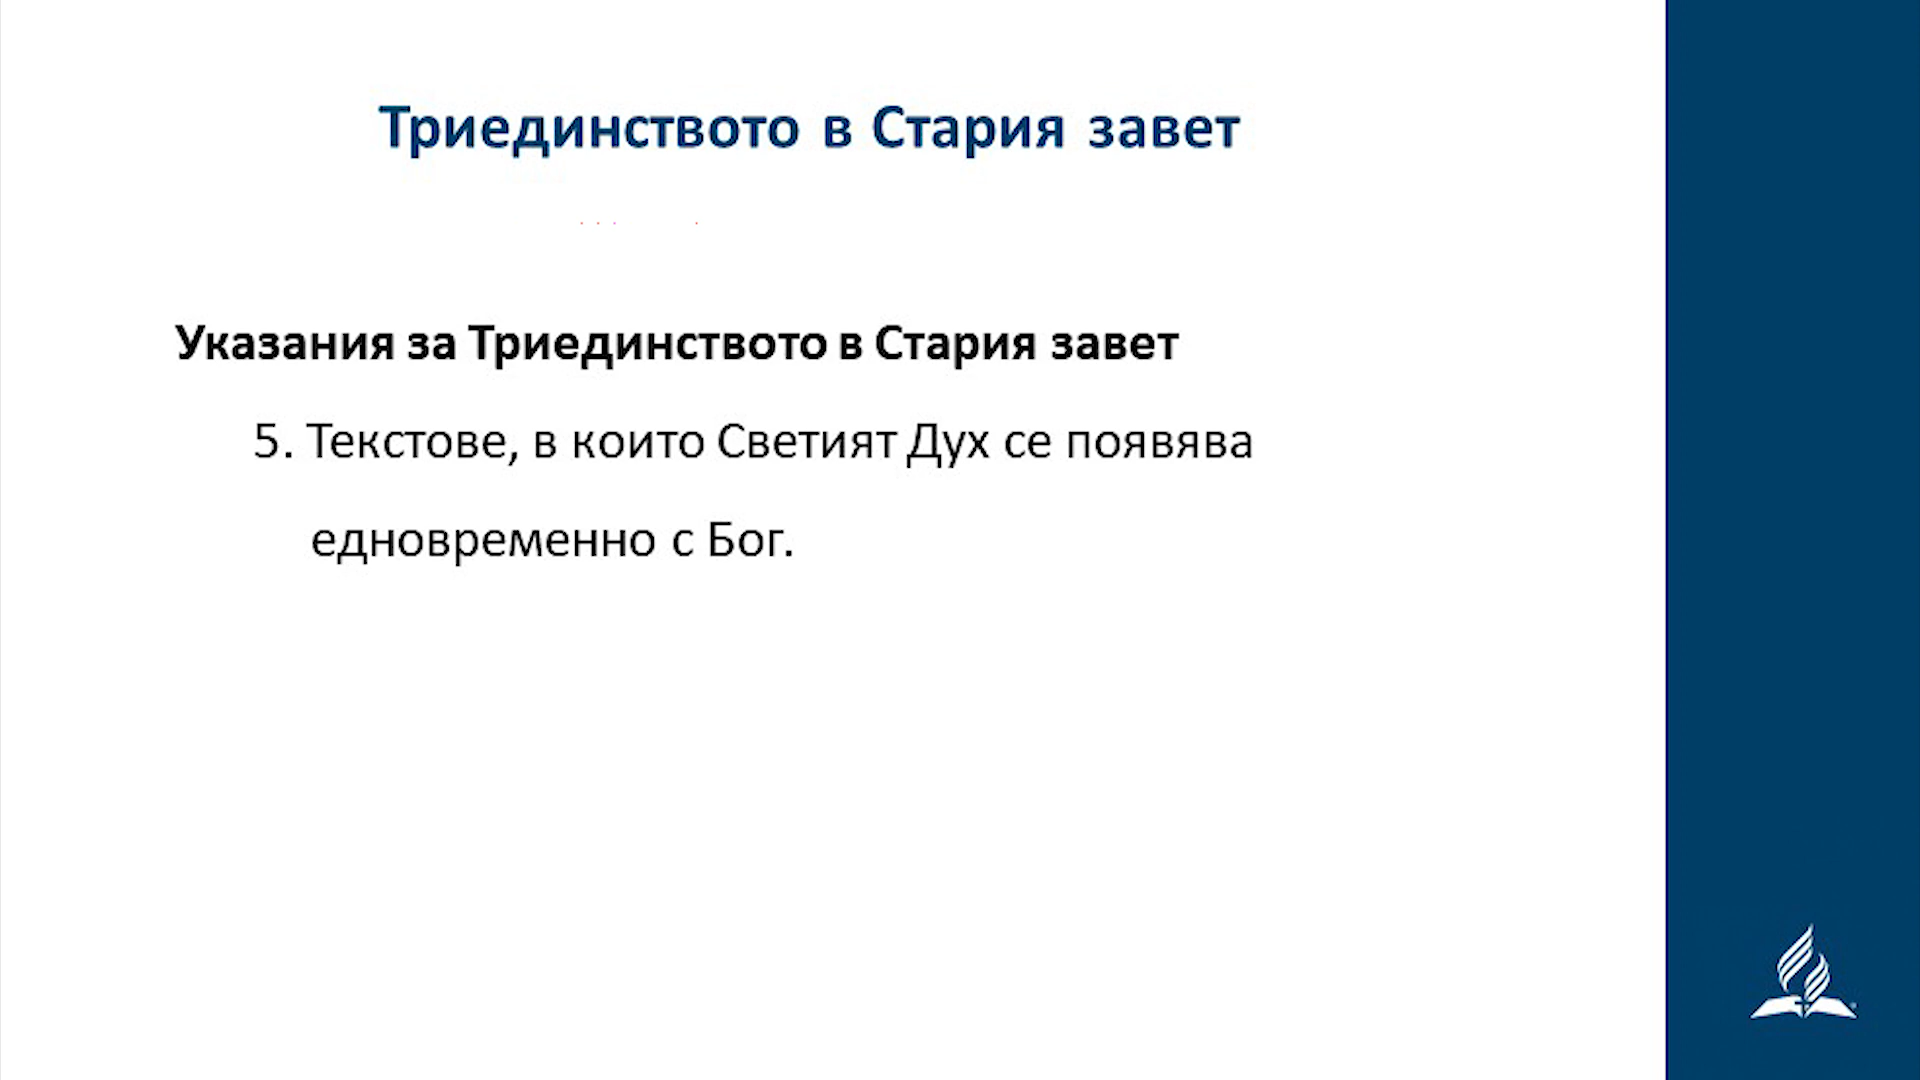 Триединството в Стария завет
Указания за Триединството в Стария завет
5. Текстове, в които Светият Дух се появява
едновременно с Бог.